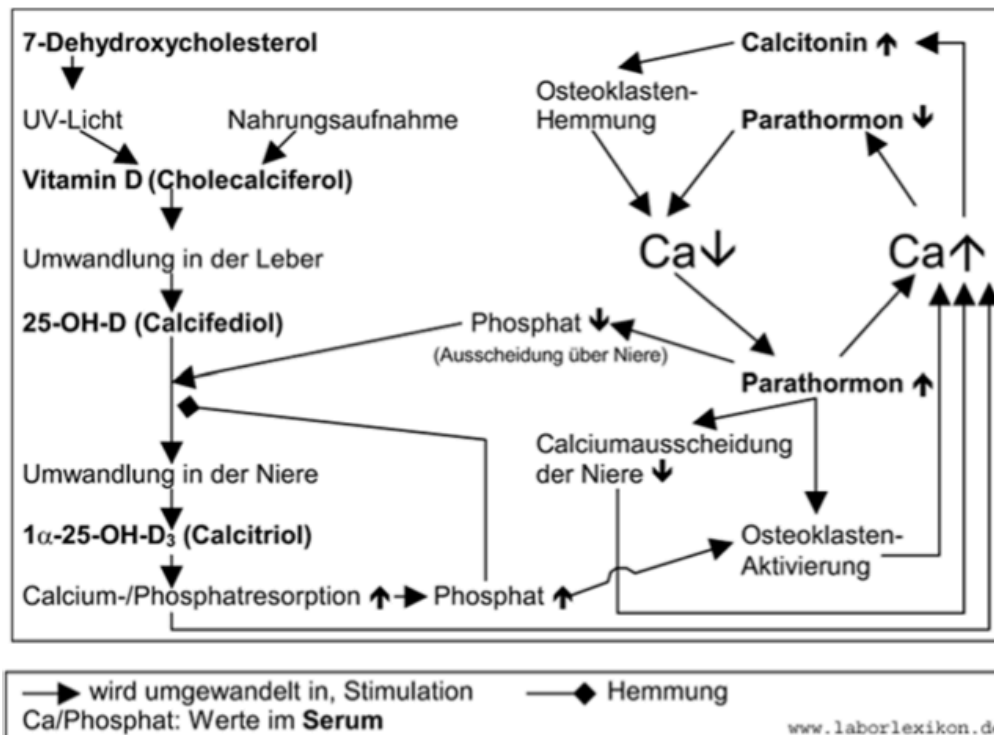 7-Dehydroxycholesterol
UV-Licht
Nahrungsaufnahme
Vitamin D (Cholecalciferol)
Umwandlung in der Leber
25-OH-D (Calcifediol)
Umwandlung in der Niere
1α-25-OH-D₃ (Calcitriol)
Calcium-/Phosphatresorption ↑
Phosphat ↑
Phosphat ↓
(Ausscheidung über Niere)
Calcitonin ↑
Osteoklasten-
Hemmung
Parathormon ↓
Ca↓
Ca↑
Parathormon ↑
Calciumausscheidung
der Niere ↓
Osteoklasten-
Aktivierung
wird umgewandelt in, Stimulation
Hemmung
Ca/Phosphat: Werte im Serum
www.laborlexikon.de